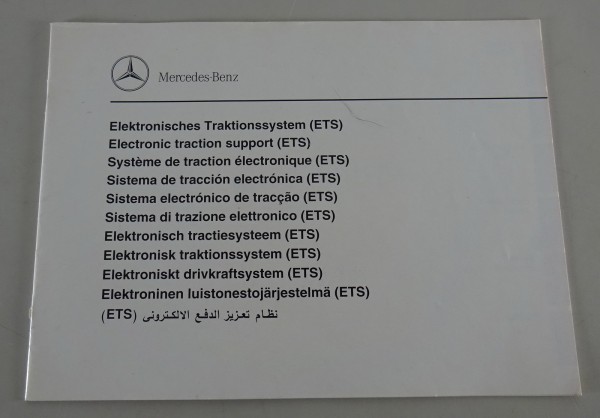 Mercedes-Benz
Elektronisches Traktionssystem (ETS)
Electronic traction support (ETS)
Système de traction électronique (ETS)
Sistema de tracción electrónica (ETS)
Sistema electrónico de tracção (ETS)
Sistema di trazione elettronico (ETS)
Elektronisch tractiesysteem (ETS)
Elektronisk traktionssystem (ETS)
Elektroniskt drivkraftsystem (ETS)
Elektroninen luistonestojärjestelmä (ETS)
نظام تعزيز الدفع الالكترونى (ETS)